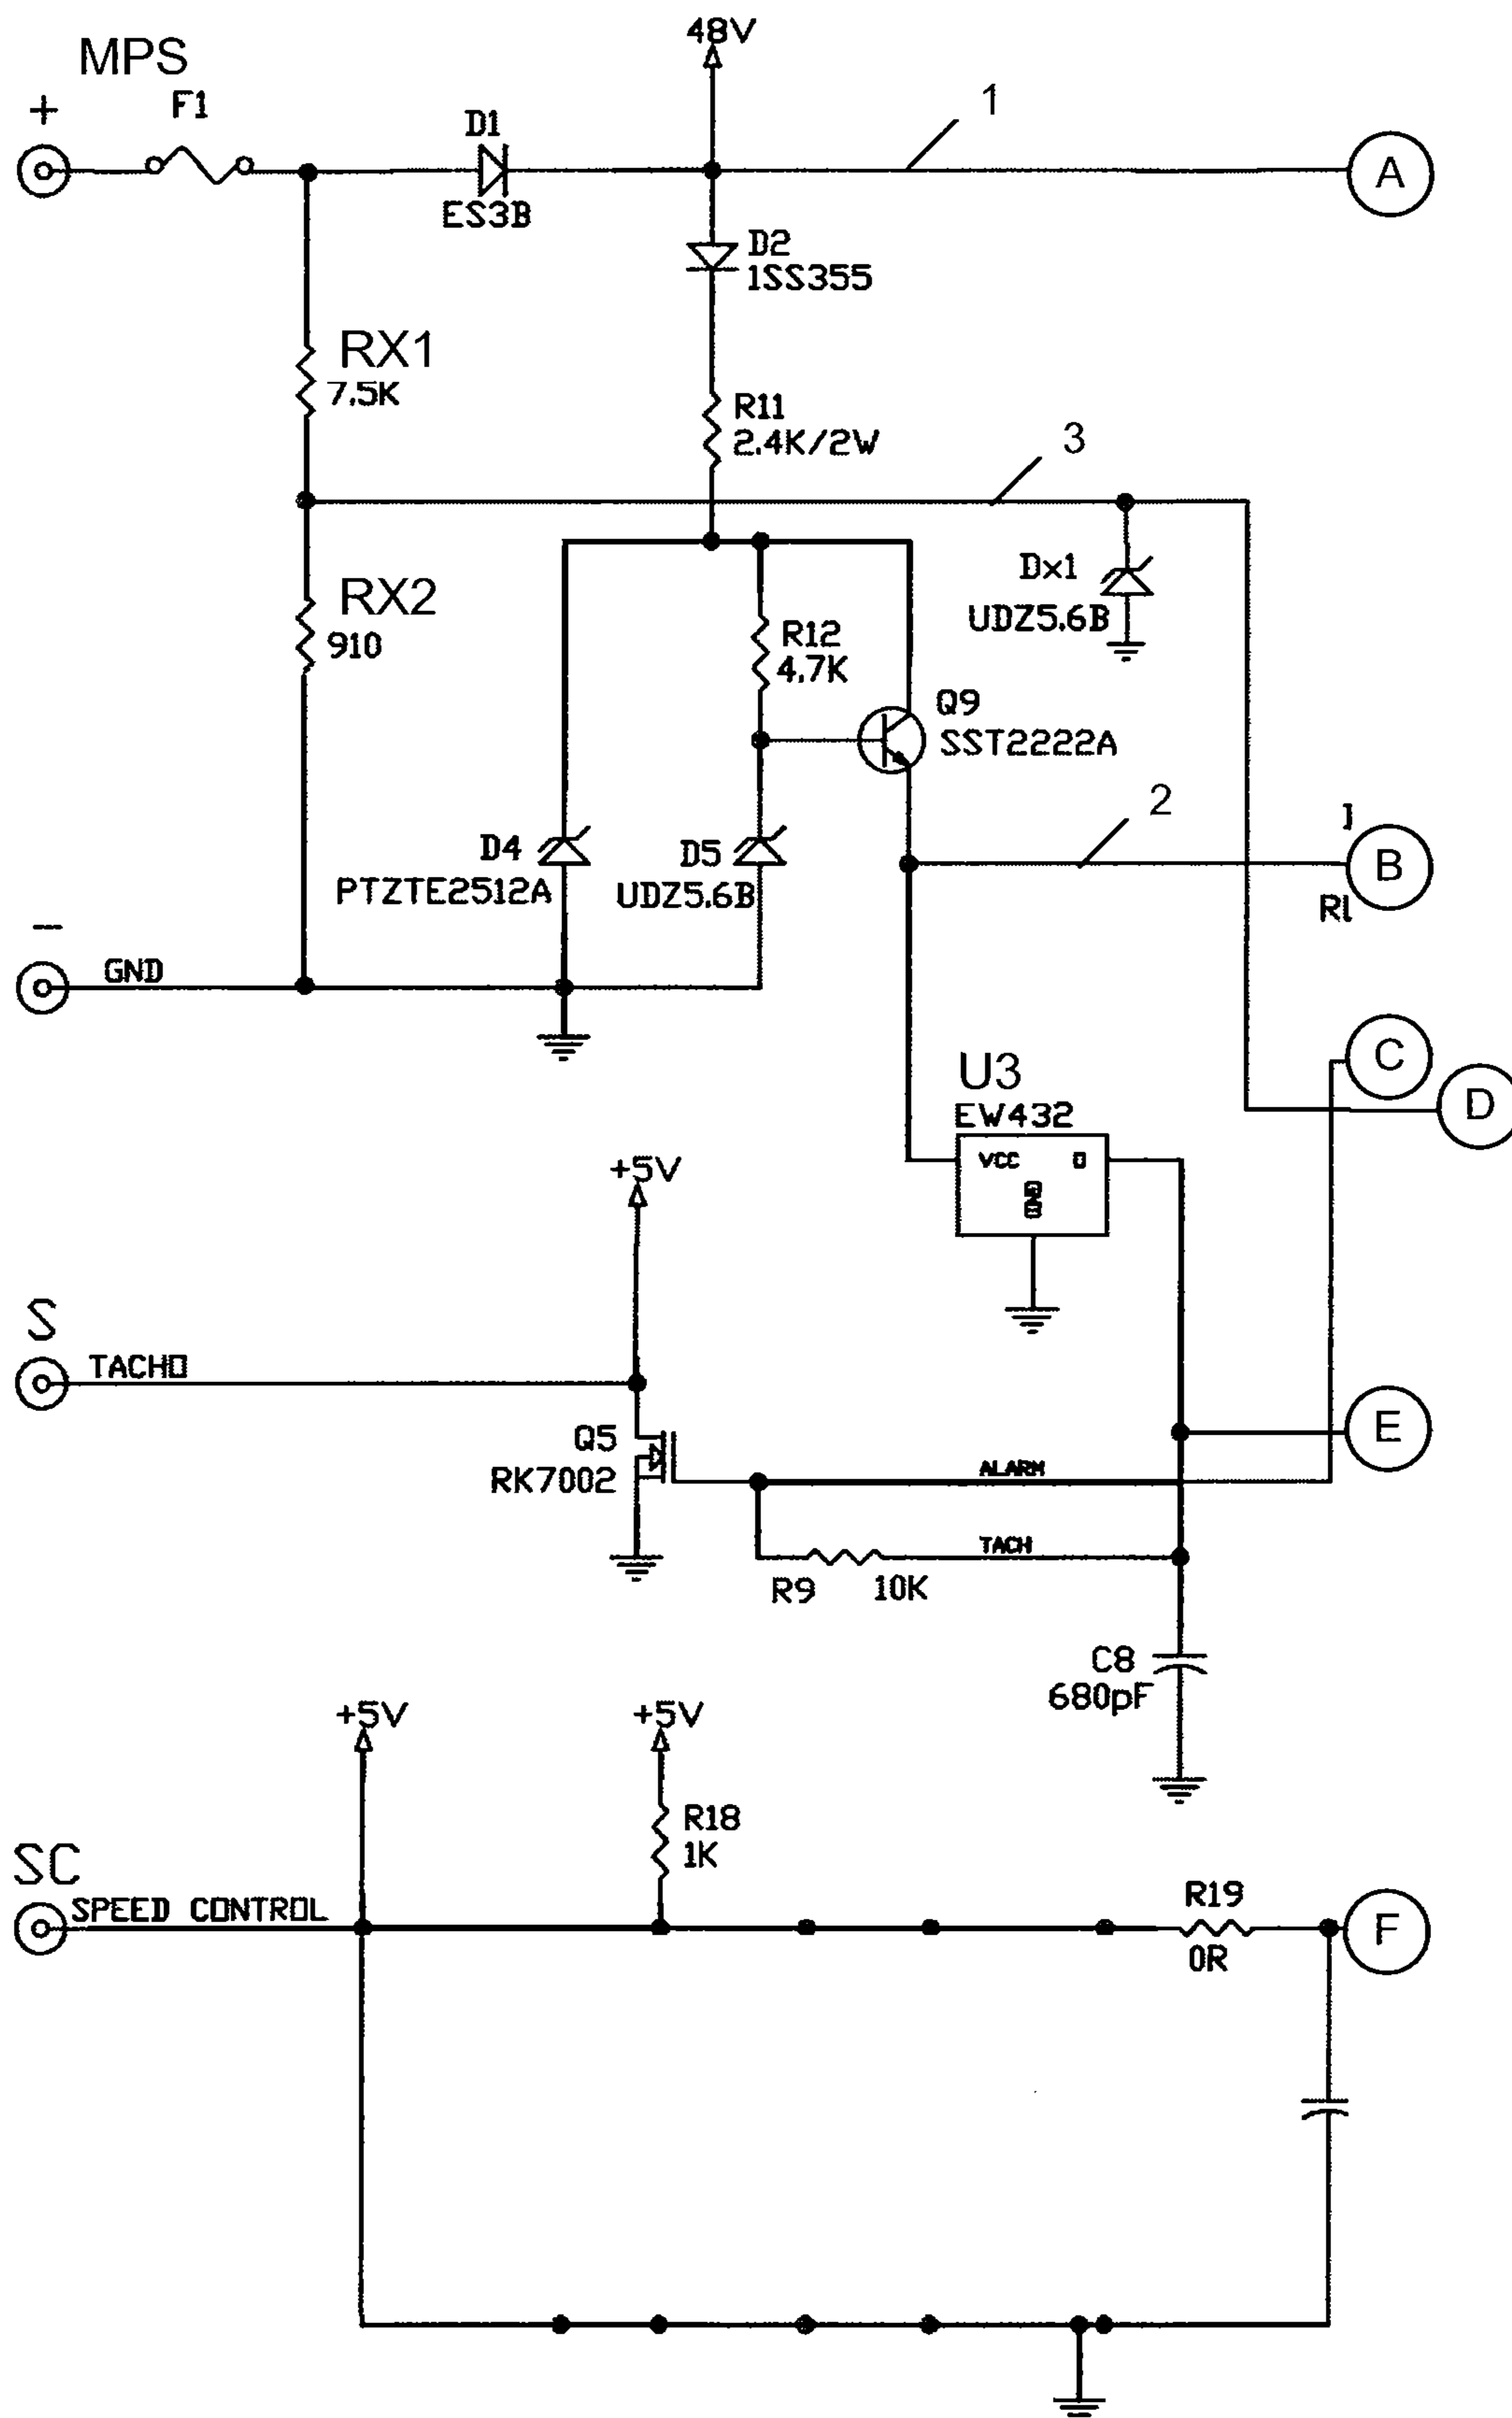 48V
MPS
+
F1
D1
ES3B
1
A
D2
1SS355
RX1
7.5K
R11
2.4K/2W
3
RX2
910
R12
4.7K
Dx1
UDZ5.6B
Q9
SST2222A
2
D4
PTZTE2512A
D5
UDZ5.6B
B
-
GND
C
D
U3
EW432
VCC
O
GND
+5V
S
TACHO
E
Q5
RK7002
ALARM
TACH
R9
10K
C8
680pF
+5V
+5V
R18
1K
SC
SPEED CONTROL
R19
0R
F